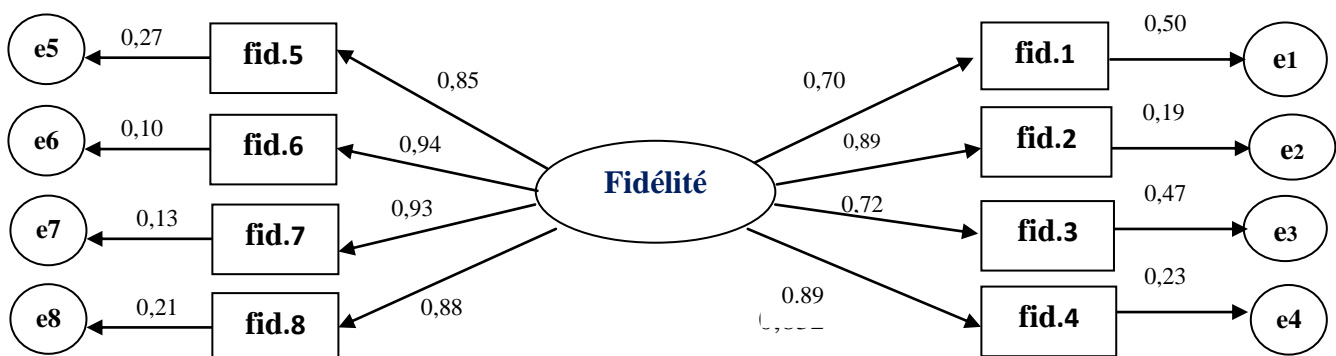 e5 0,27 fid.5 0,85 0,70 fid.1 0,50 e1
e6 0,10 fid.6 0,94 0,89 fid.2 0,19 e2
Fidélité
e7 0,13 fid.7 0,93 0,72 fid.3 0,47 e3
e8 0,21 fid.8 0,88 0.89 fid.4 0,23 e4